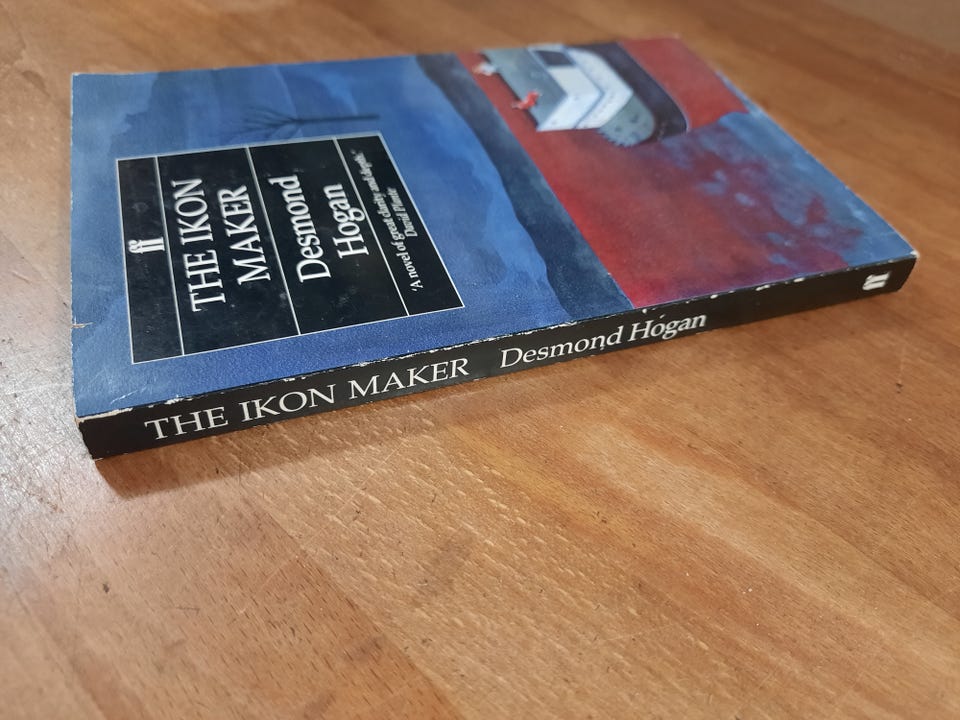 ff
THE IKON
MAKER
Desmond
Hogan
'A novel of great clarity and depth.'
David Plante
THE IKON MAKER Desmond Hogan ff